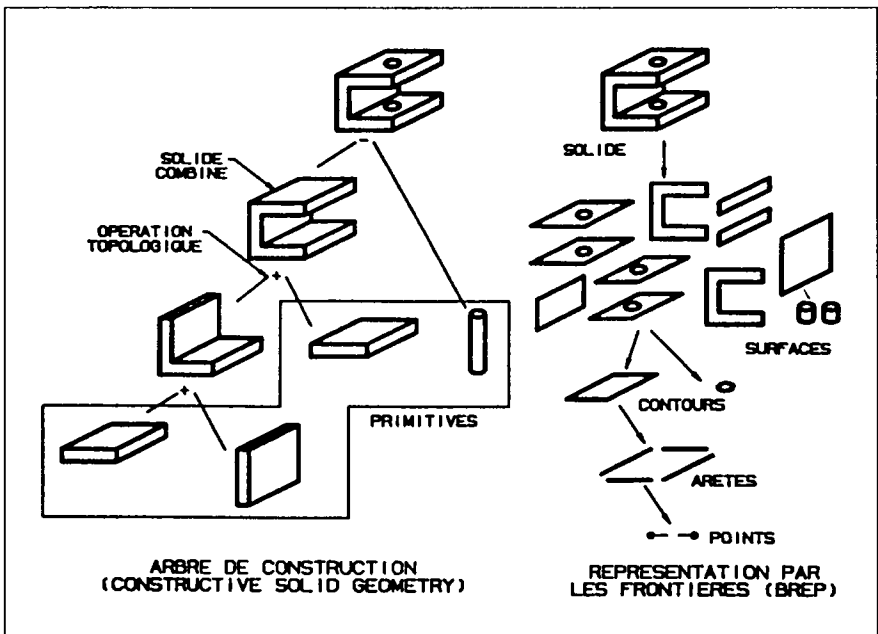 SOLIDE
COMBINE
OPERATION
TOPOLOGIQUE
PRIMITIVES
ARBRE DE CONSTRUCTION
(CONSTRUCTIVE SOLID GEOMETRY)
SOLIDE
SURFACES
CONTOURS
ARETES
POINTS
REPRESENTATION PAR
LES FRONTIERES (BREP)